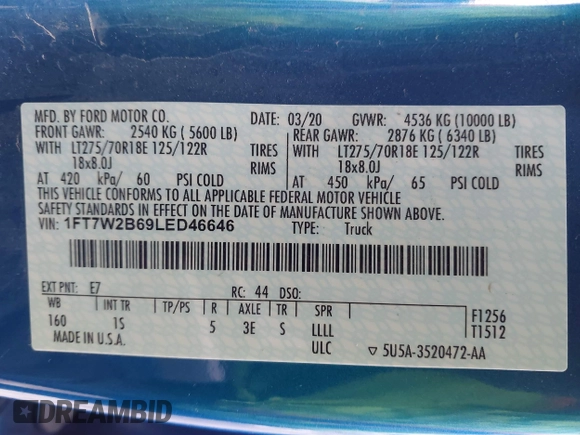 MFD. BY FORD MOTOR CO.
DATE: 03/20 GVWR: 4536 KG (10000 LB)
FRONT GAWR: 2540 KG ( 5600 LB)
REAR GAWR: 2876 KG ( 6340 LB)
WITH LT275/70R18E 125/122R TIRES
WITH LT275/70R18E 125/122R TIRES
18x8.0J RIMS
18x8.0J RIMS
AT 420 kPa/ 60 PSI COLD
AT 450 kPa/ 65 PSI COLD
THIS VEHICLE CONFORMS TO ALL APPLICABLE FEDERAL MOTOR VEHICLE
SAFETY STANDARDS IN EFFECT ON THE DATE OF MANUFACTURE SHOWN ABOVE.
VIN: 1FT7W2B69LED46646
TYPE: Truck
EXT PNT: E7 RC: 44 DSO:
WB INT TR TP/PS R AXLE TR SPR
F1256
160 1S 5 3E S LLLL
T1512
MADE IN U.S.A. ULC
▽ 5U5A-3520472-AA
DREAMBID